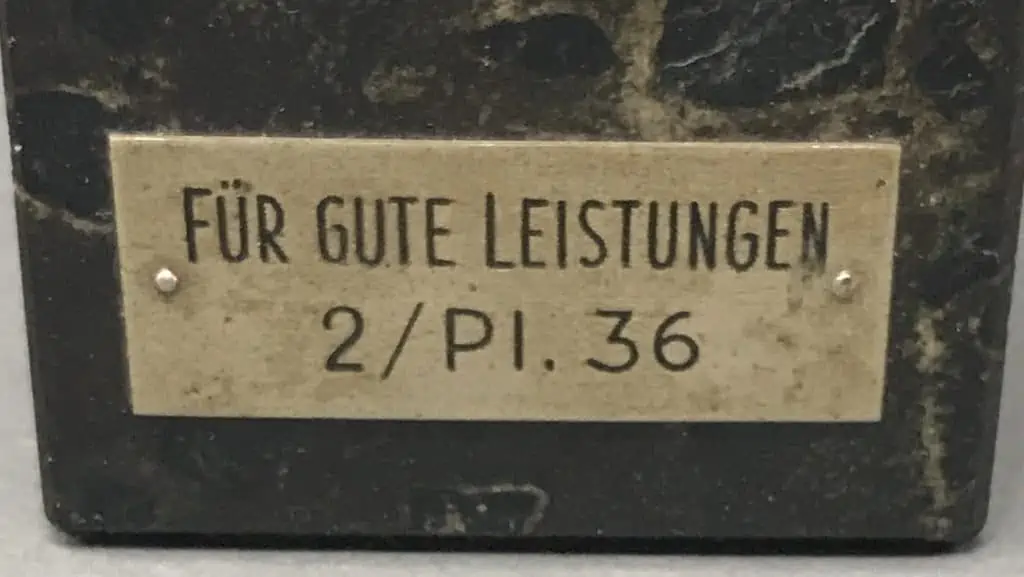 FÜR GUTE LEISTUNGEN
2/PI. 36